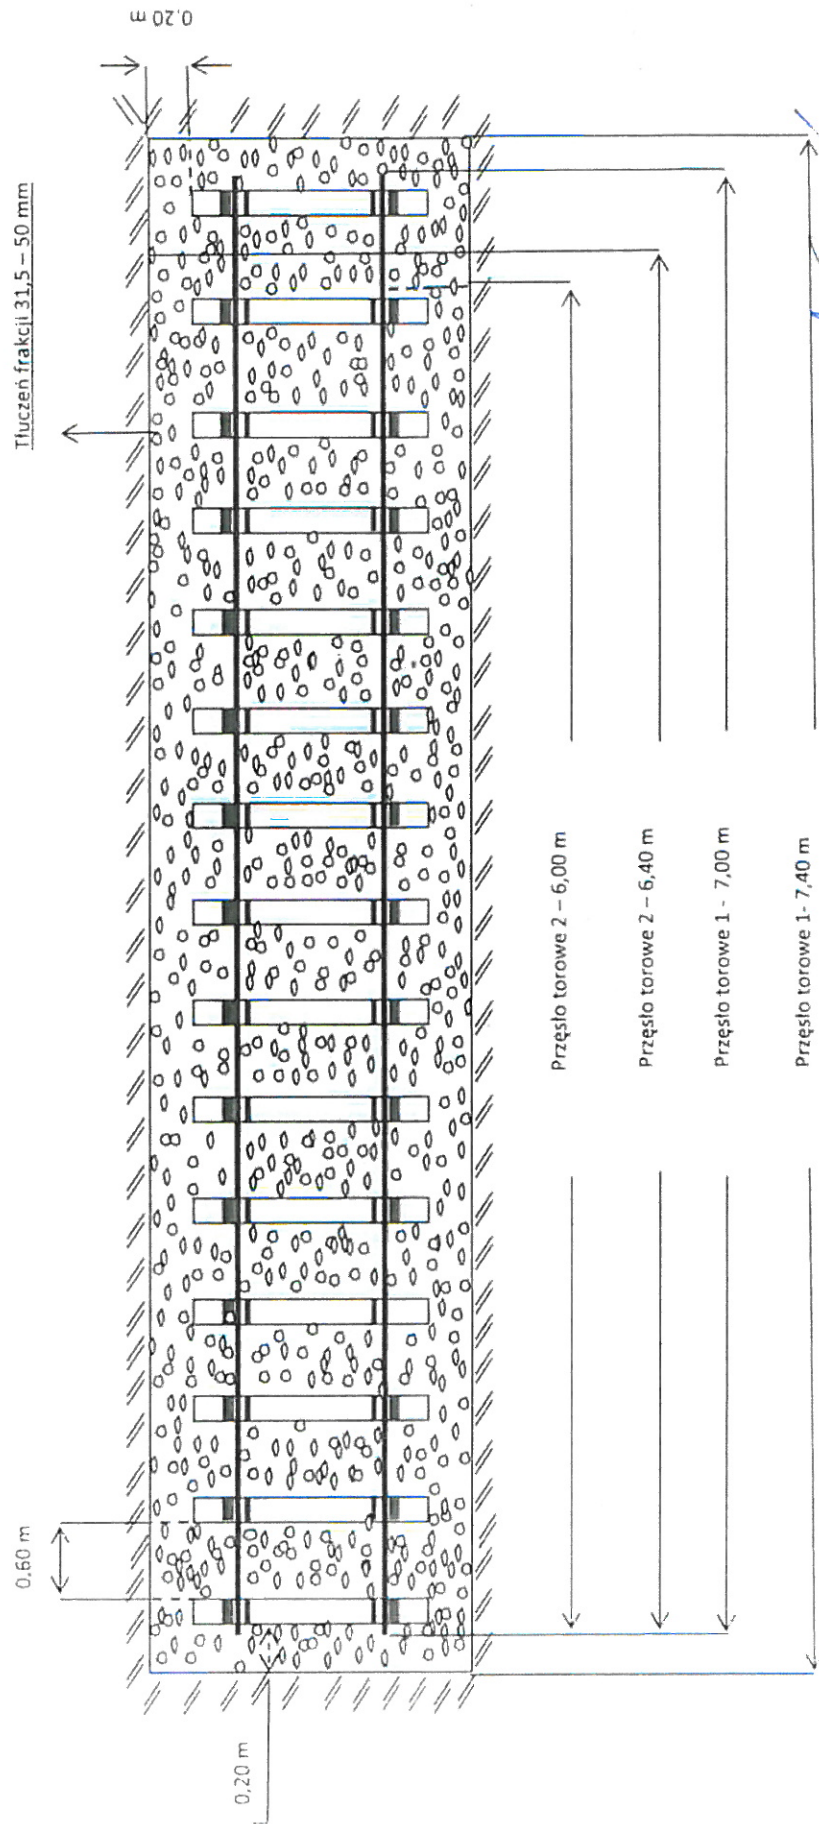 0,20 m
Tłuczeń frakcji 31,5 – 50 mm
0,60 m
0,20 m
Przęsło torowe 2 – 6,00 m
Przęsło torowe 2 – 6,40 m
Przęsło torowe 1 - 7,00 m
Przęsło torowe 1- 7,40 m